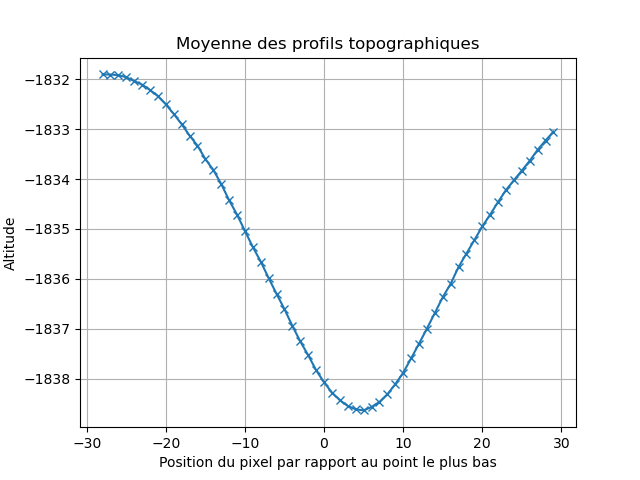 Moyenne des profils topographiques
−1832
−1833
−1834
−1835
−1836
−1837
−1838
Altitude
−30 −20 −10 0 10 20 30
Position du pixel par rapport au point le plus bas